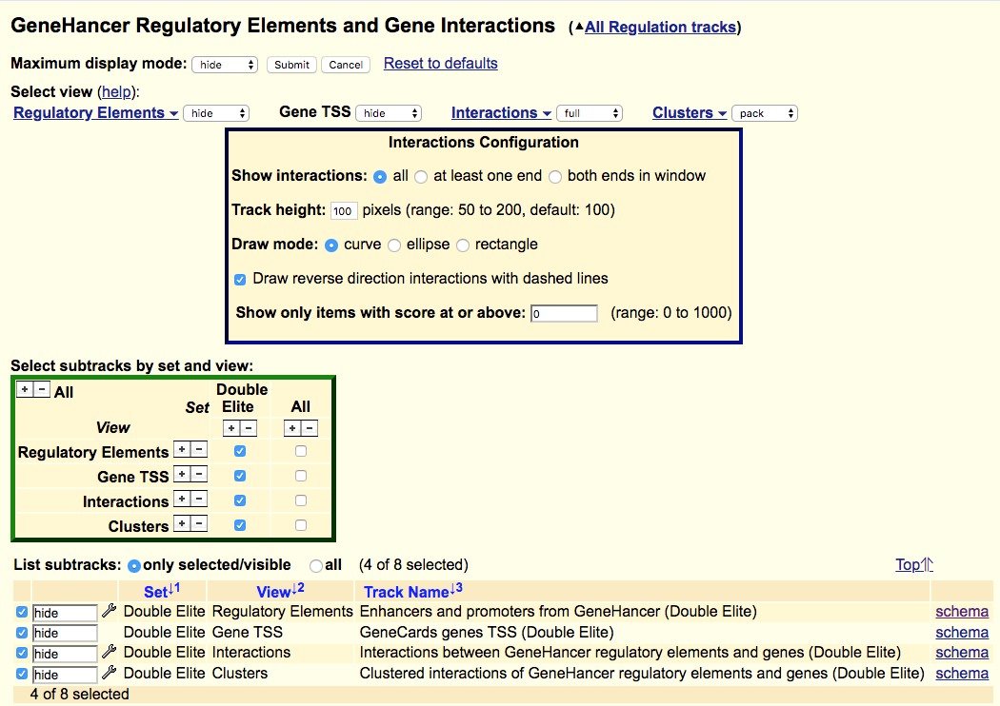 GeneHancer Regulatory Elements and Gene Interactions (▲All Regulation tracks)
Maximum display mode: hide Submit Cancel Reset to defaults
Select view (help):
Regulatory Elements hide Gene TSS hide Interactions full Clusters pack
Interactions Configuration
Show interactions: all at least one end both ends in window
Track height: 100 pixels (range: 50 to 200, default: 100)
Draw mode: curve ellipse rectangle
Draw reverse direction interactions with dashed lines
Show only items with score at or above: 0 (range: 0 to 1000)
Select subtracks by set and view:
+ - All Set Double Elite All
View + - + -
Regulatory Elements + -
Gene TSS + -
Interactions + -
Clusters + -
List subtracks: only selected/visible all (4 of 8 selected) Top⇑
Set↓1 View↓2 Track Name↓3
hide Double Elite Regulatory Elements Enhancers and promoters from GeneHancer (Double Elite) schema
hide Double Elite Gene TSS GeneCards genes TSS (Double Elite) schema
hide Double Elite Interactions Interactions between GeneHancer regulatory elements and genes (Double Elite) schema
hide Double Elite Clusters Clustered interactions of GeneHancer regulatory elements and genes (Double Elite) schema
4 of 8 selected